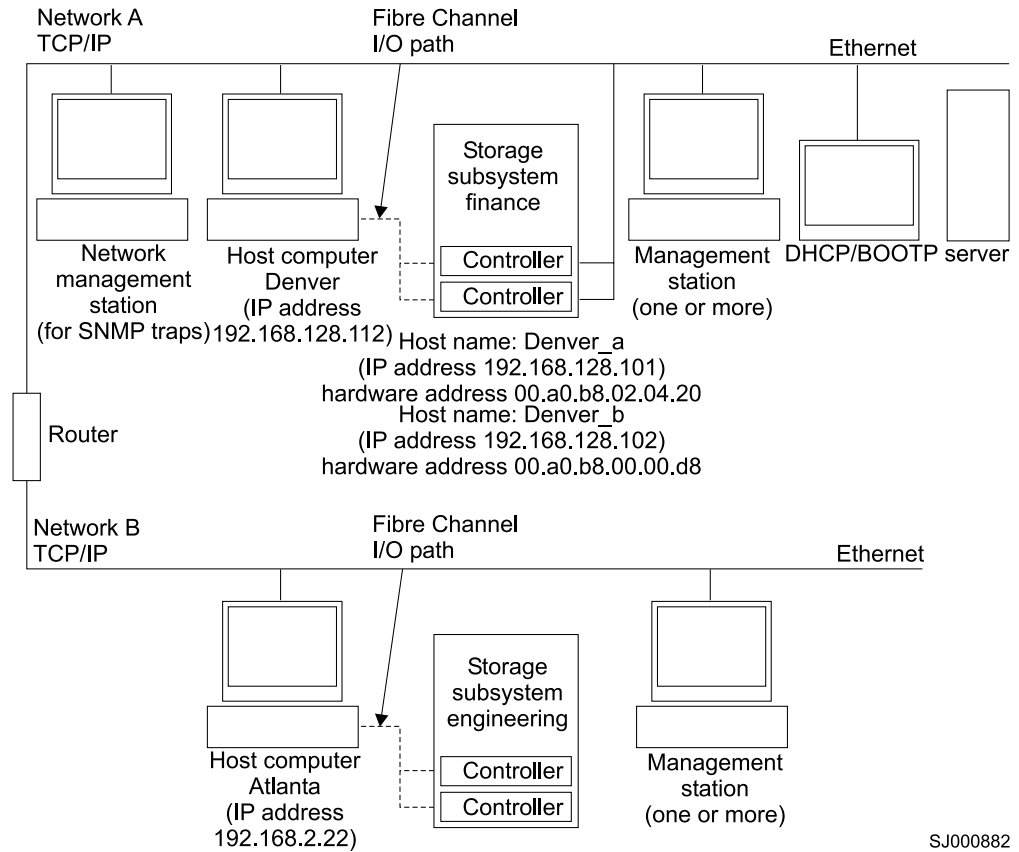 Network A
TCP/IP
Fibre Channel
I/O path
Ethernet
Storage
subsystem
finance
Controller
Controller
Network
management
station
(for SNMP traps)
Host computer
Denver
(IP address
192.168.128.112)
Management
station
(one or more)
DHCP/BOOTP server
Host name: Denver_a
(IP address 192.168.128.101)
hardware address 00.a0.b8.02.04.20
Host name: Denver_b
(IP address 192.168.128.102)
hardware address 00.a0.b8.00.00.d8
Router
Network B
TCP/IP
Fibre Channel
I/O path
Ethernet
Storage
subsystem
engineering
Controller
Controller
Host computer
Atlanta
(IP address
192.168.2.22)
Management
station
(one or more)
SJ000882